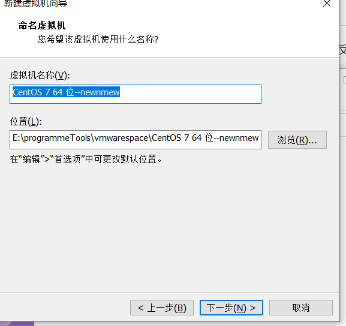 新建虚拟机向导
命名虚拟机
您希望该虚拟机使用什么名称?
虚拟机名称(V):
CentOS 7 64 位--newnmew
位置(L):
E:\programmeTools\vmwarespace\CentOS 7 64 位--newnmew
浏览(R)...
在“编辑”>“首选项”中可更改默认位置。
< 上一步(B)
下一步(N) >
取消